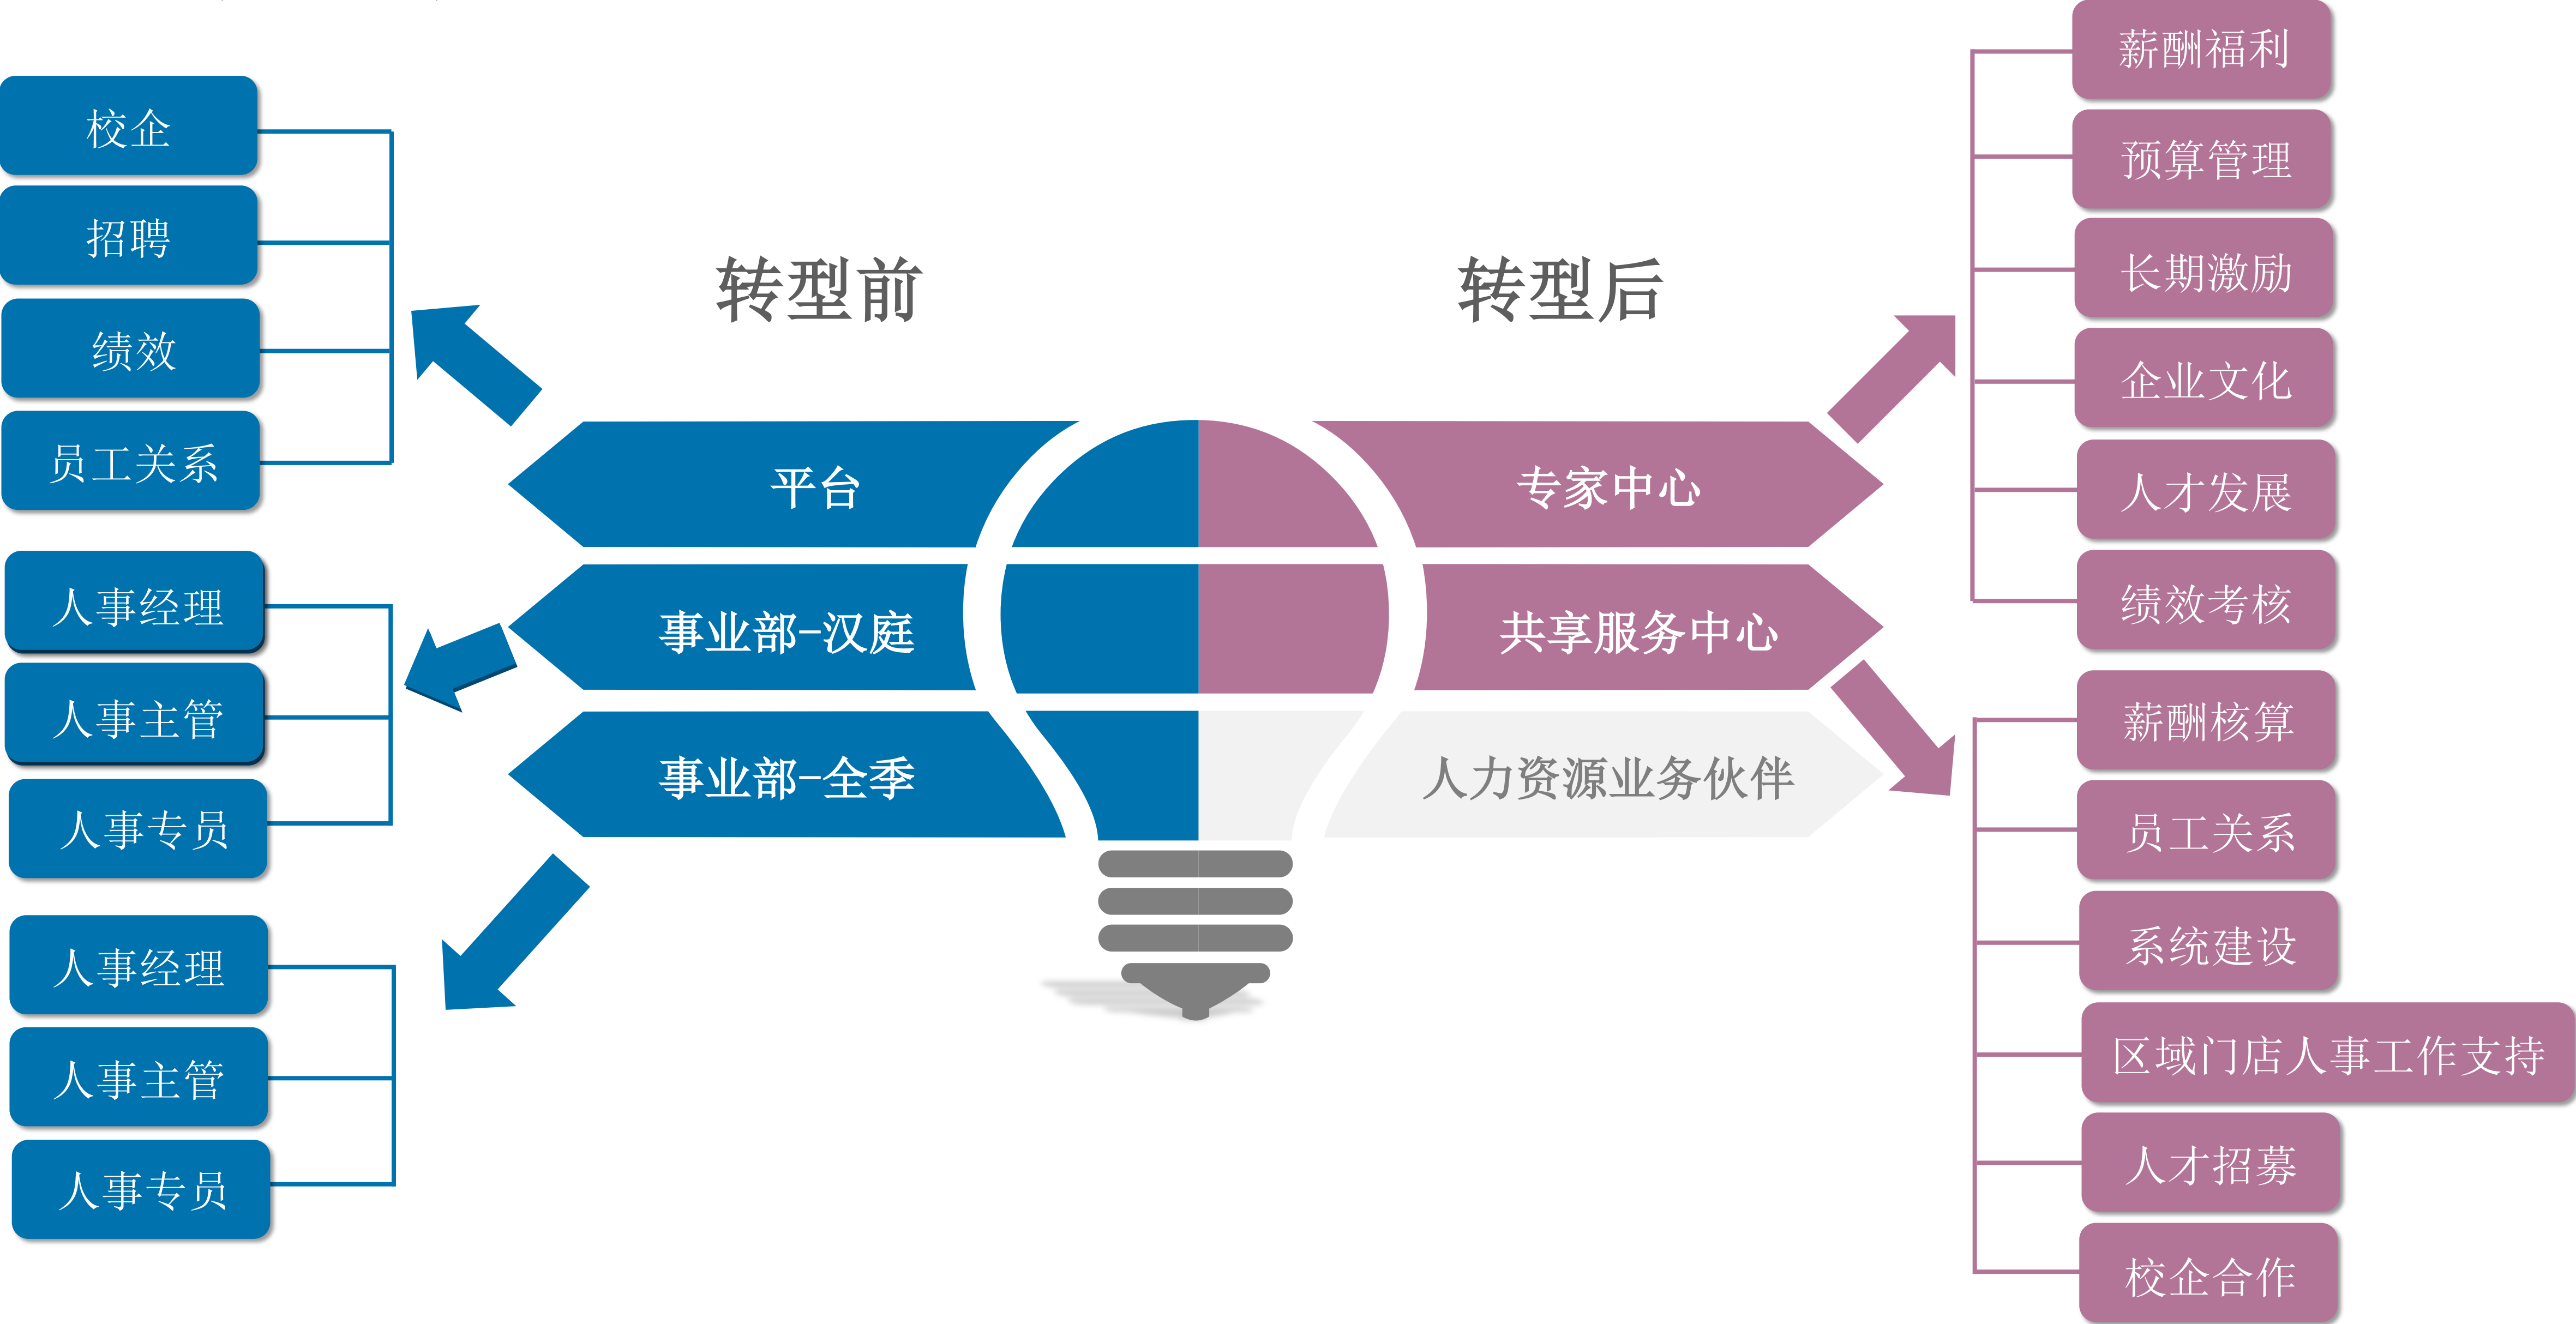 转型前
校企
招聘
绩效
员工关系
人事经理
人事主管
人事专员
人事经理
人事主管
人事专员
平台
事业部-汉庭
事业部-全季
转型后
专家中心
共享服务中心
人力资源业务伙伴
薪酬福利
预算管理
长期激励
企业文化
人才发展
绩效考核
薪酬核算
员工关系
系统建设
区域门店人事工作支持
人才招募
校企合作